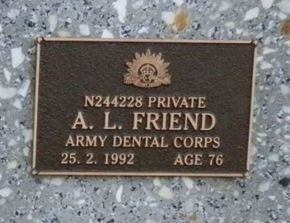 N244228 PRIVATE
A. L. FRIEND
ARMY DENTAL CORPS
25. 2. 1992 AGE 76